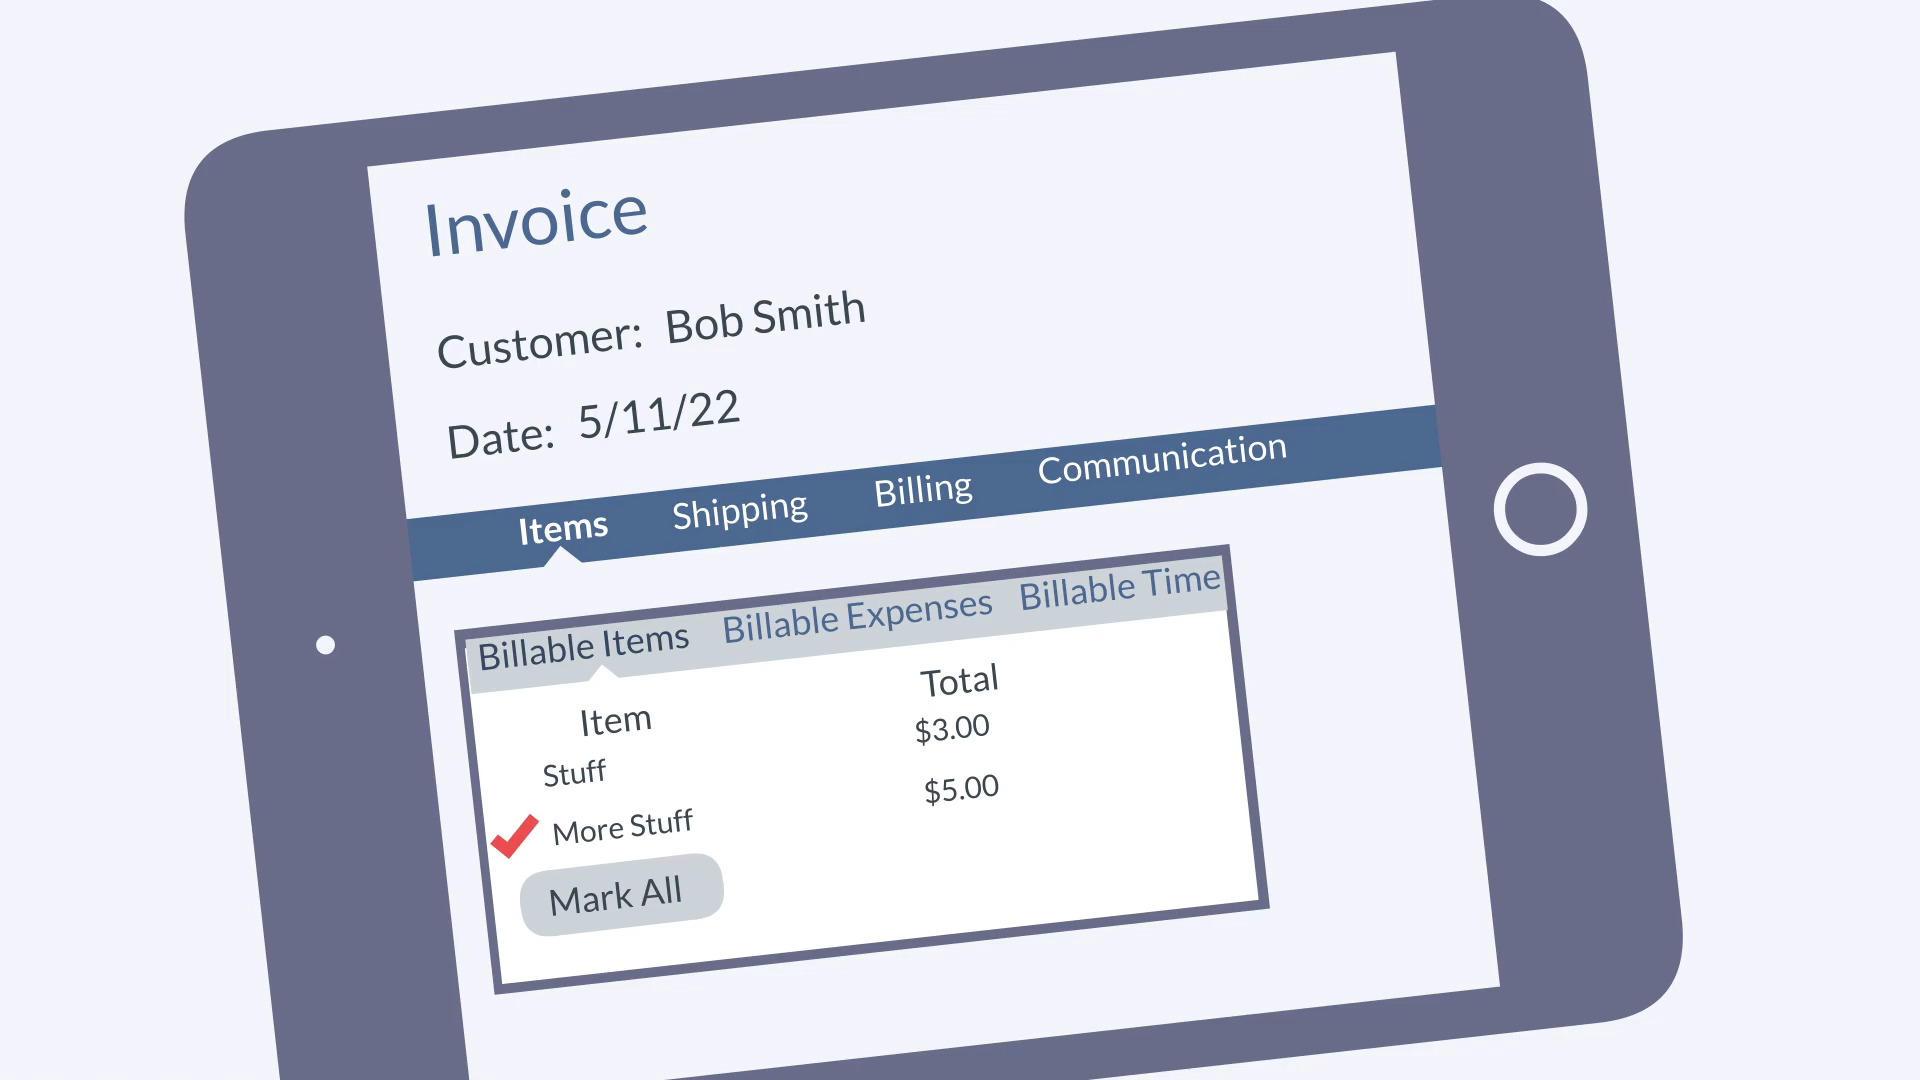 Invoice
Customer: Bob Smith
Date: 5/11/22
Items Shipping Billing Communication
Billable Items Billable Expenses Billable Time
Item Total
Stuff $3.00
More Stuff $5.00
Mark All